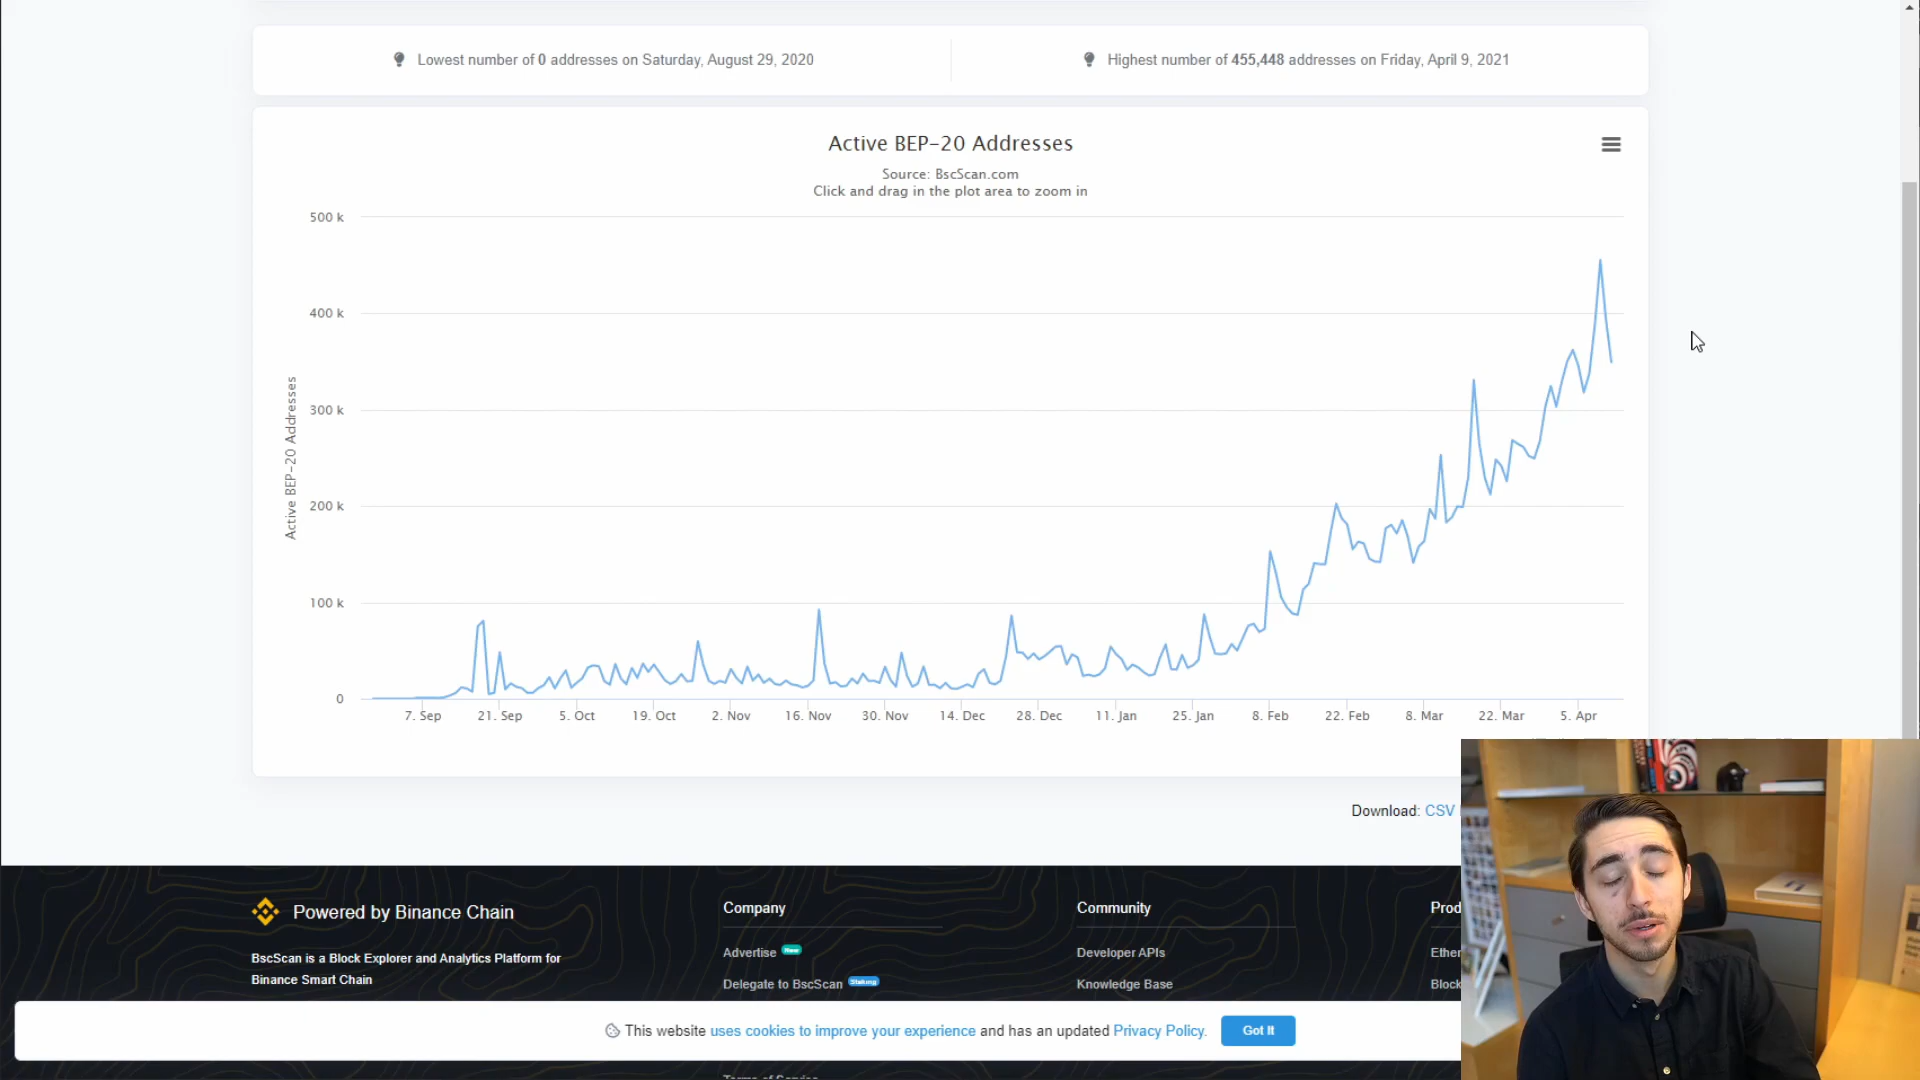 Lowest number of 0 addresses on Saturday, August 29, 2020
Highest number of 455,448 addresses on Friday, April 9, 2021
Active BEP-20 Addresses
Source: BscScan.com
Click and drag in the plot area to zoom in
Active BEP-20 Addresses
500 k
400 k
300 k
200 k
100 k
0
7. Sep
21. Sep
5. Oct
19. Oct
2. Nov
16. Nov
30. Nov
14. Dec
28. Dec
11. Jan
25. Jan
8. Feb
22. Feb
8. Mar
22. Mar
5. Apr
Download: CSV
Powered by Binance Chain
BscScan is a Block Explorer and Analytics Platform for
Binance Smart Chain
Company
Advertise New
Delegate to BscScan Staking
Community
Developer APIs
Knowledge Base
Prod
Ether
Block
This website uses cookies to improve your experience and has an updated Privacy Policy.
Got It